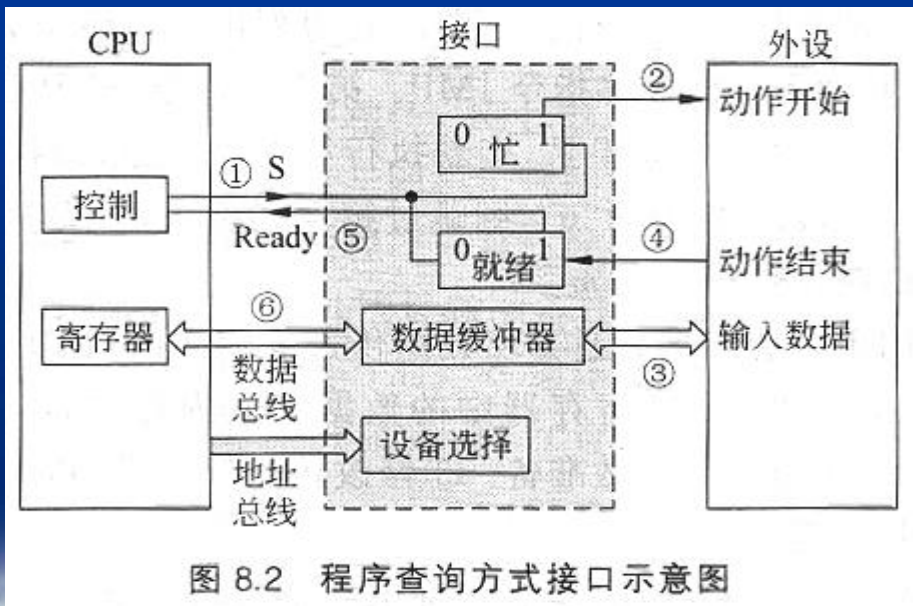 CPU
接口
外设
②
动作开始
0 1
忙
① S
控制
Ready ⑤
0 1
就绪
④
动作结束
⑥
寄存器
数据缓冲器
输入数据
③
数据
总线
设备选择
地址
总线
图 8.2 程序查询方式接口示意图